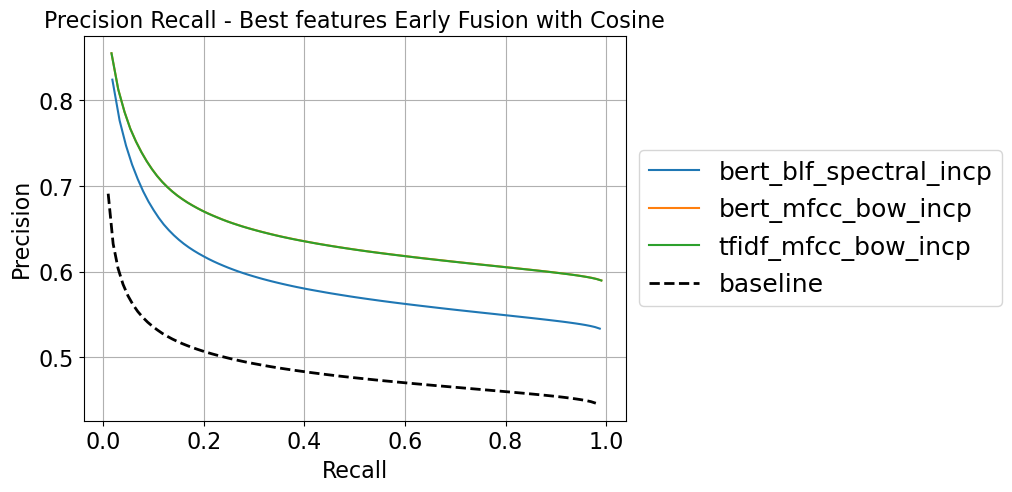 Precision Recall - Best features Early Fusion with Cosine
Precision
0.8
0.7
0.6
0.5
0.0 0.2 0.4 0.6 0.8 1.0
Recall
bert_blf_spectral_incp
bert_mfcc_bow_incp
tfidf_mfcc_bow_incp
baseline